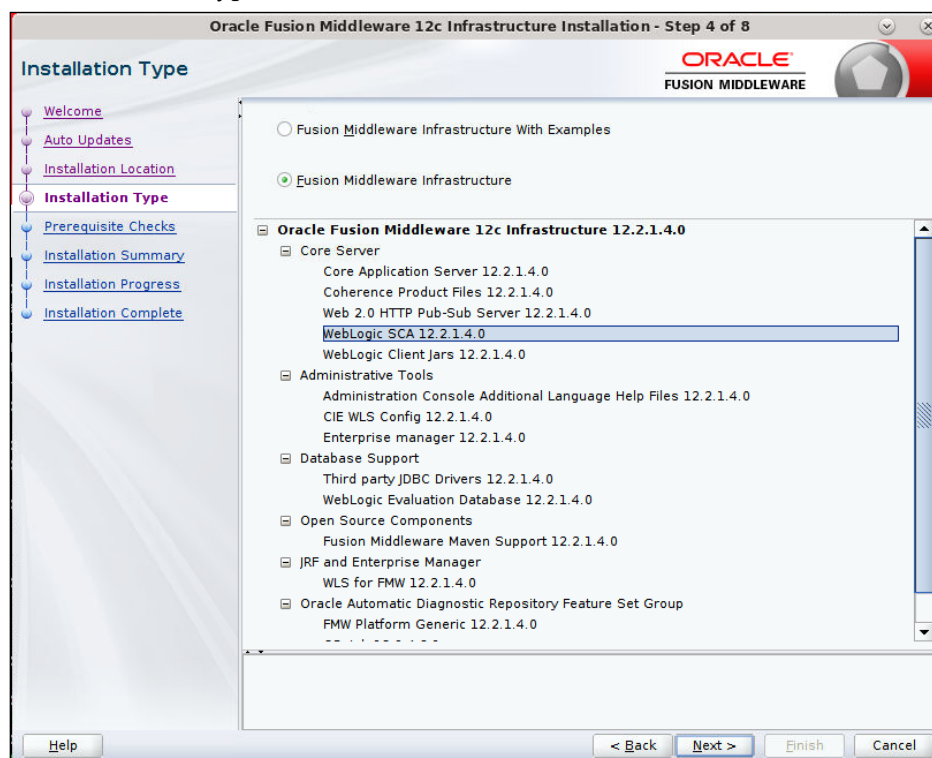 Oracle Fusion Middleware 12c Infrastructure Installation - Step 4 of 8
Installation Type
ORACLE
FUSION MIDDLEWARE
Welcome
Auto Updates
Installation Location
Installation Type
Prerequisite Checks
Installation Summary
Installation Progress
Installation Complete
Fusion Middleware Infrastructure With Examples
Fusion Middleware Infrastructure
Oracle Fusion Middleware 12c Infrastructure 12.2.1.4.0
Core Server
Core Application Server 12.2.1.4.0
Coherence Product Files 12.2.1.4.0
Web 2.0 HTTP Pub-Sub Server 12.2.1.4.0
WebLogic SCA 12.2.1.4.0
WebLogic Client Jars 12.2.1.4.0
Administrative Tools
Administration Console Additional Language Help Files 12.2.1.4.0
CIE WLS Config 12.2.1.4.0
Enterprise manager 12.2.1.4.0
Database Support
Third party JDBC Drivers 12.2.1.4.0
WebLogic Evaluation Database 12.2.1.4.0
Open Source Components
Fusion Middleware Maven Support 12.2.1.4.0
JRF and Enterprise Manager
WLS for FMW 12.2.1.4.0
Oracle Automatic Diagnostic Repository Feature Set Group
FMW Platform Generic 12.2.1.4.0
Help
< Back
Next >
Finish
Cancel